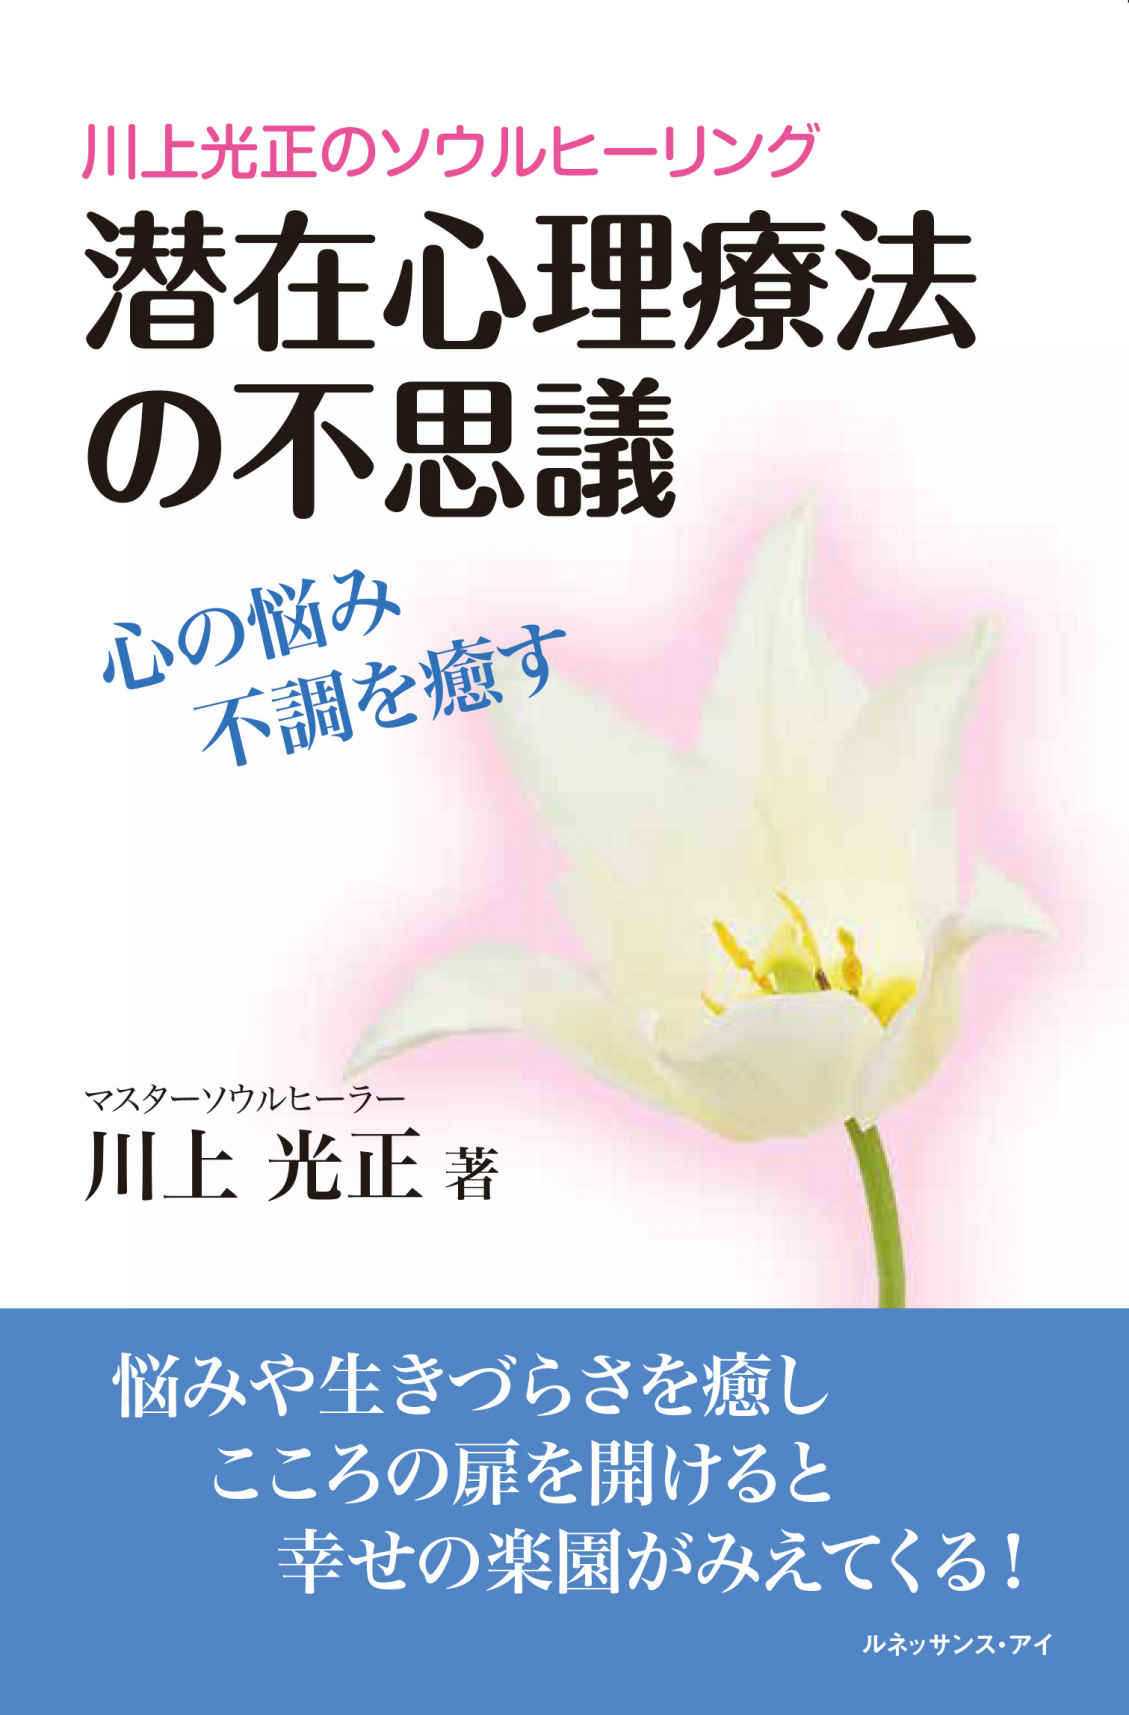 川上光正のソウルヒーリング
潜在心理療法
の不思議
心の悩み
不調を癒す
マスターソウルヒーラー
川上 光正 著
悩みや生きづらさを癒し
こころの扉を開けると
幸せの楽園がみえてくる！
ルネッサンス・アイ